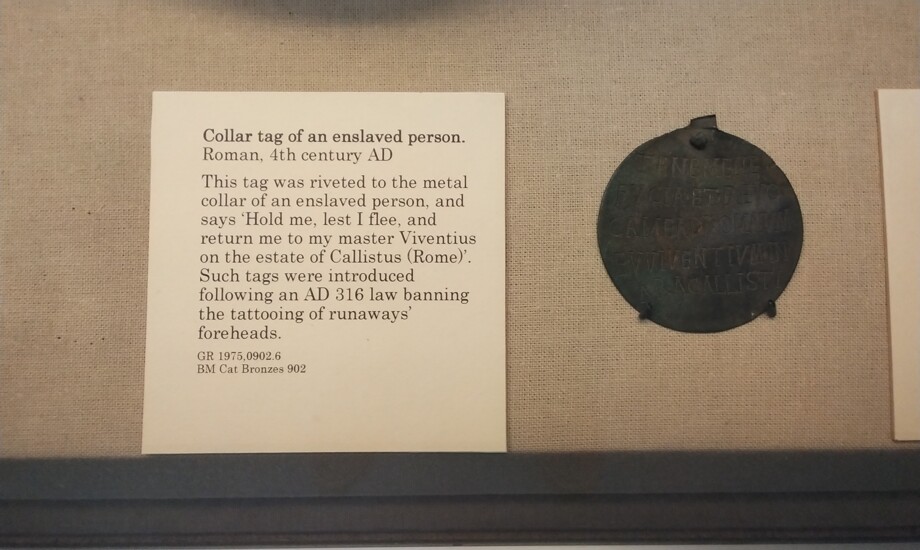 Collar tag of an enslaved person.
Roman, 4th century AD
This tag was riveted to the metal
collar of an enslaved person, and
says ‘Hold me, lest I flee, and
return me to my master Viventius
on the estate of Callistus (Rome)’.
Such tags were introduced
following an AD 316 law banning
the tattooing of runaways’
foreheads.
GR 1975,0902.6
BM Cat Bronzes 902